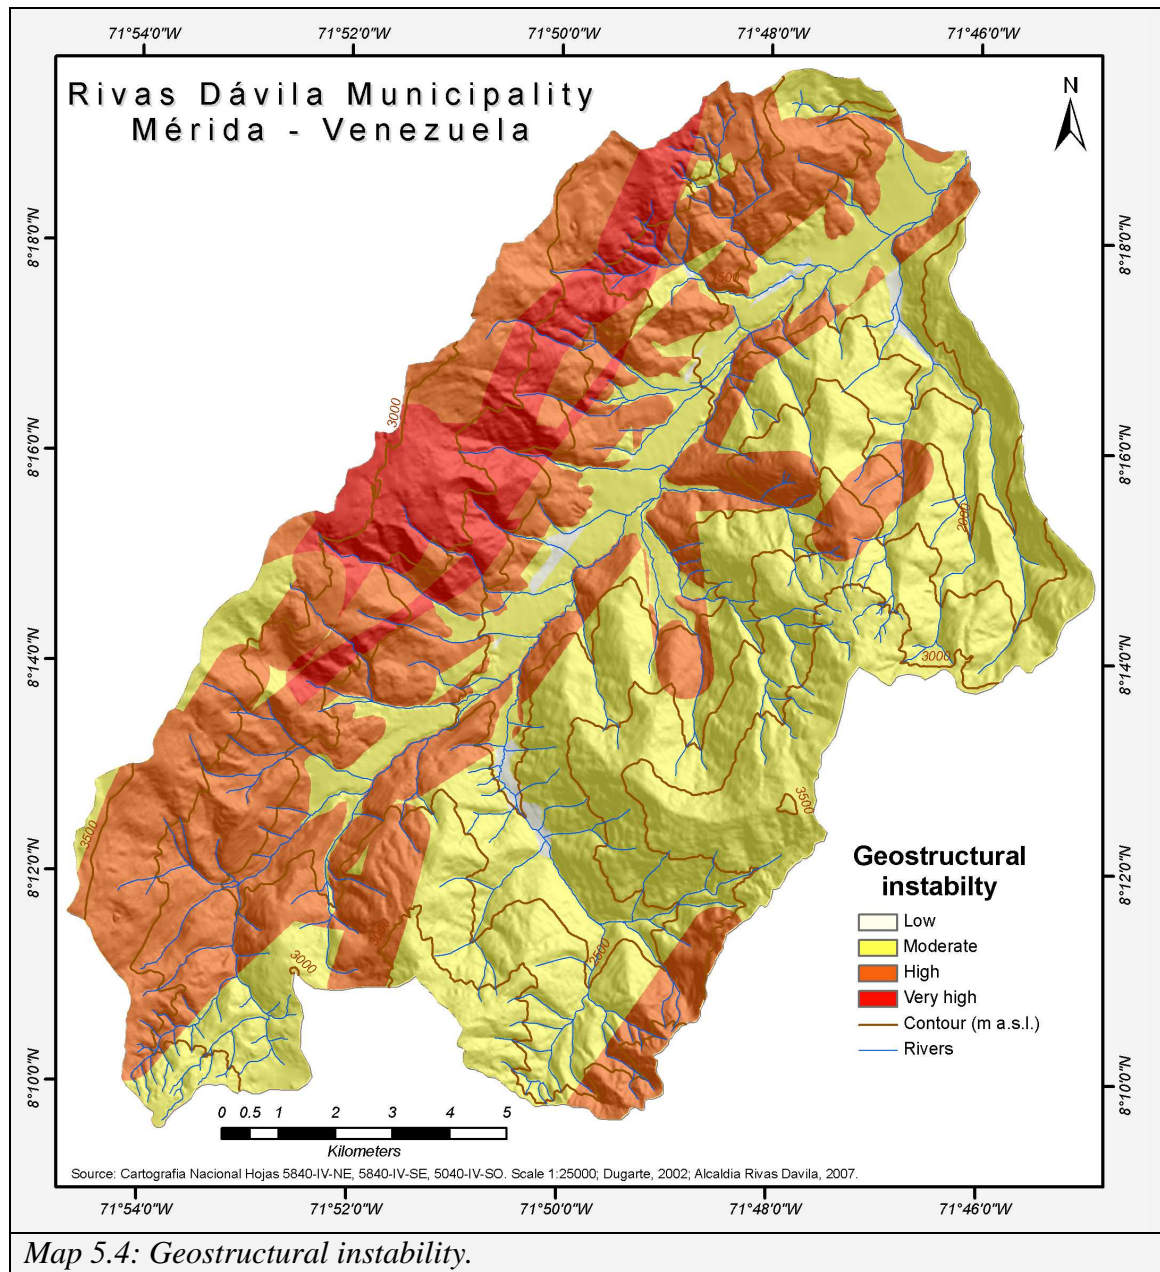 71°54'0"W 71°52'0"W 71°50'0"W 71°48'0"W 71°46'0"W
Rivas Dávila Municipality
Mérida - Venezuela
N
8°18'0"N 8°18'0"N
1500
3000
8°16'0"N 8°16'0"N
2000
8°14'0"N 8°14'0"N
3000
3500
3500
8°12'0"N 8°12'0"N
Geostructural
instabilty
Low
Moderate
High
Very high
Contour (m a.s.l.)
Rivers
2500
3000
8°10'0"N 8°10'0"N
0 0.5 1 2 3 4 5
Kilometers
Source: Cartografia Nacional Hojas 5840-IV-NE, 5840-IV-SE, 5040-IV-SO. Scale 1:25000; Dugarte, 2002; Alcaldia Rivas Davila, 2007.
71°54'0"W 71°52'0"W 71°50'0"W 71°48'0"W 71°46'0"W
Map 5.4: Geostructural instability.